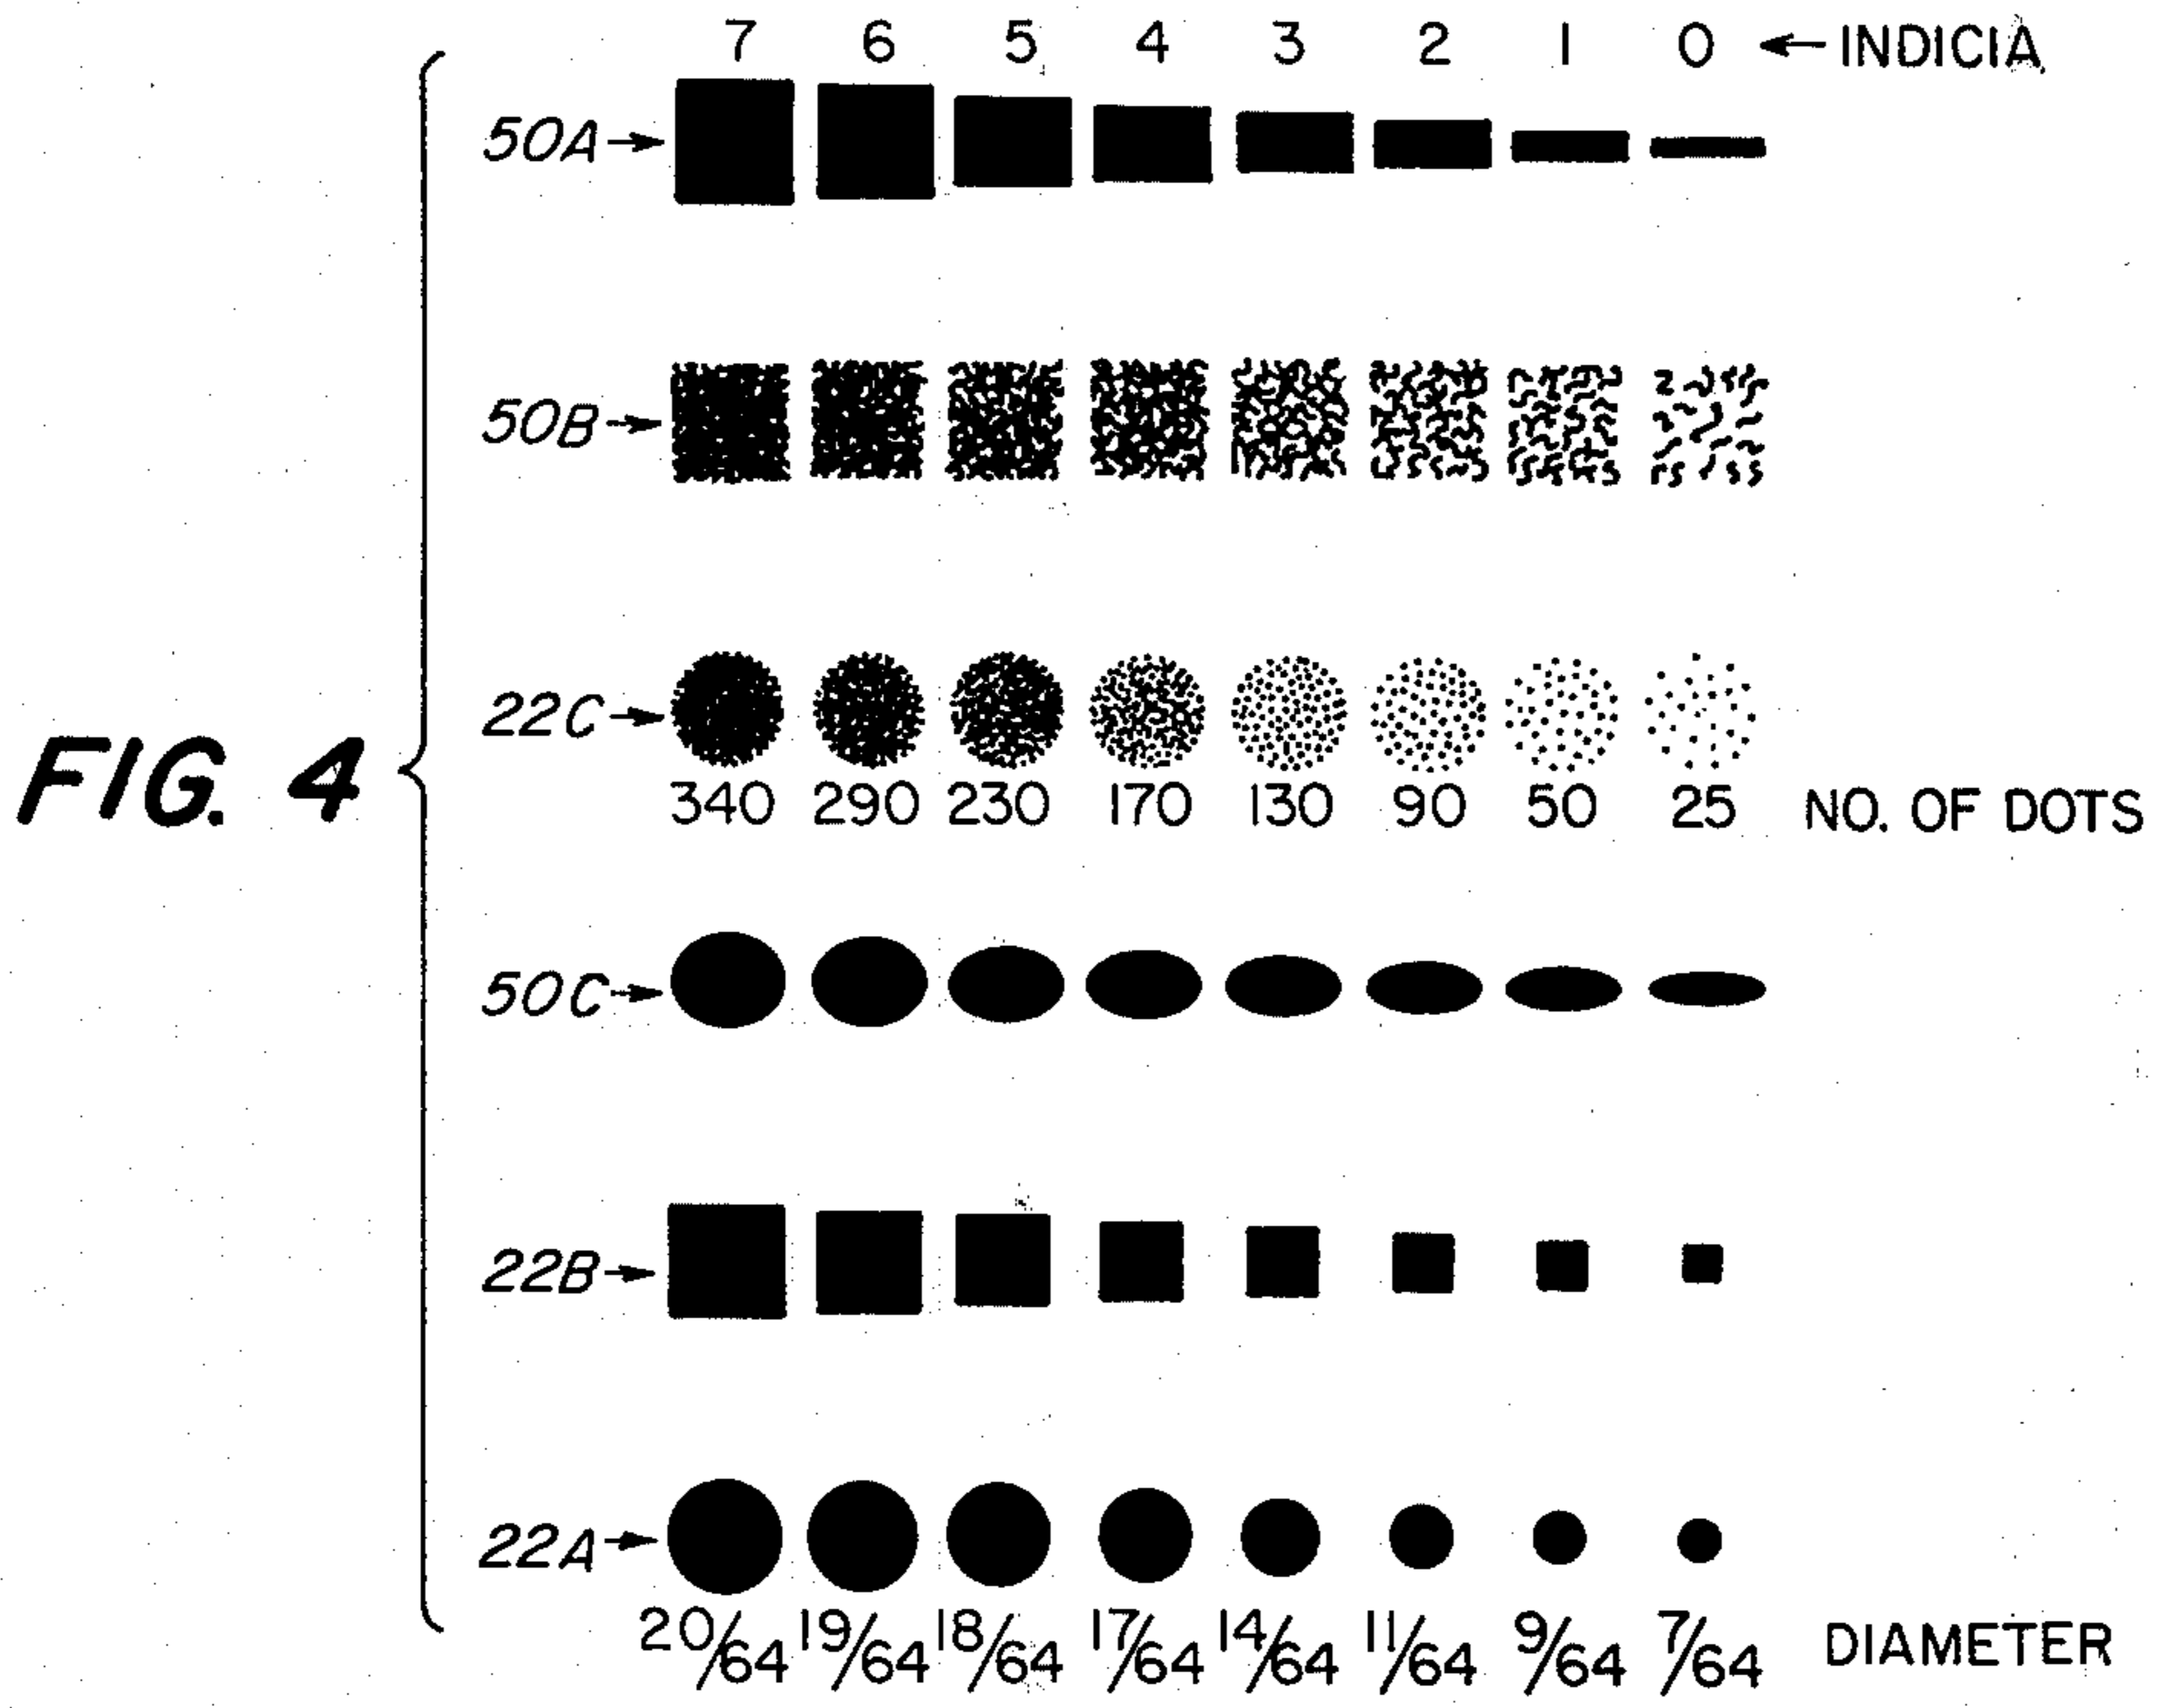 7 6 5 4 3 2 1 0 ← INDICIA
50A
50B
22C
FIG. 4
340 290 230 170 130 90 50 25 NO. OF DOTS
50C
22B
22A
20/64 19/64 18/64 17/64 14/64 11/64 9/64 7/64 DIAMETER